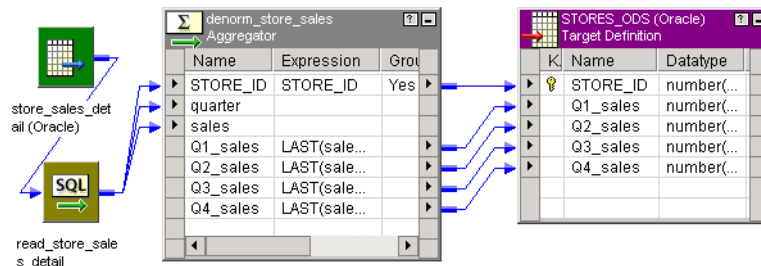 store_sales_det
ail (Oracle)
SQL
read_store_sale
s_detail
Σ denorm_store_sales
Aggregator
Name Expression Grou
STORE_ID STORE_ID Yes
quarter
sales
Q1_sales LAST(sale...
Q2_sales LAST(sale...
Q3_sales LAST(sale...
Q4_sales LAST(sale...
STORES_ODS (Oracle)
Target Definition
K. Name Datatype
STORE_ID number(...
Q1_sales number(...
Q2_sales number(...
Q3_sales number(...
Q4_sales number(...